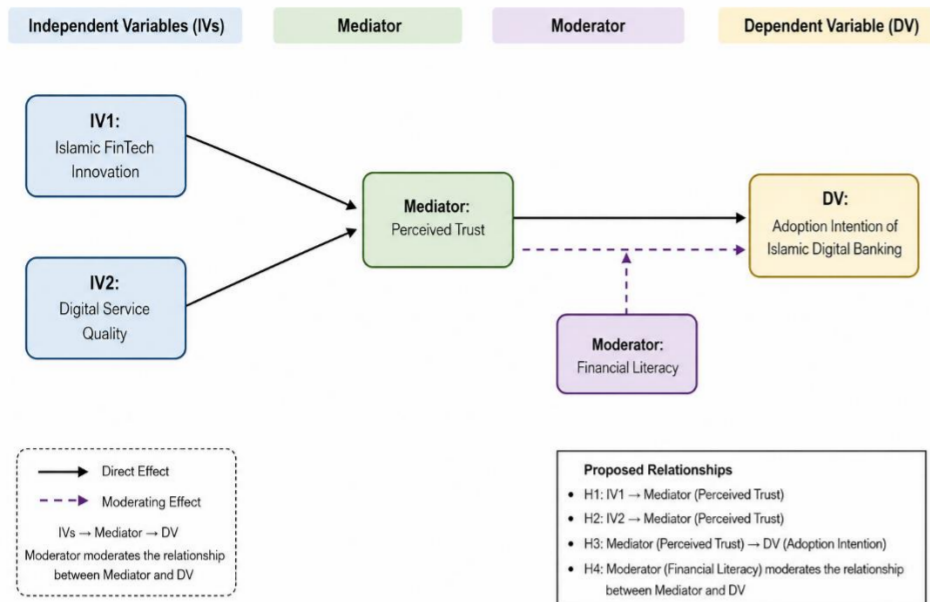 Independent Variables (IVs)
Mediator
Moderator
Dependent Variable (DV)
IV1:
Islamic FinTech
Innovation
IV2:
Digital Service
Quality
Mediator:
Perceived Trust
DV:
Adoption Intention of
Islamic Digital Banking
Moderator:
Financial Literacy
Direct Effect
Moderating Effect
IVs → Mediator → DV
Moderator moderates the relationship
between Mediator and DV
Proposed Relationships
• H1: IV1 → Mediator (Perceived Trust)
• H2: IV2 → Mediator (Perceived Trust)
• H3: Mediator (Perceived Trust) → DV (Adoption Intention)
• H4: Moderator (Financial Literacy) moderates the relationship
between Mediator and DV